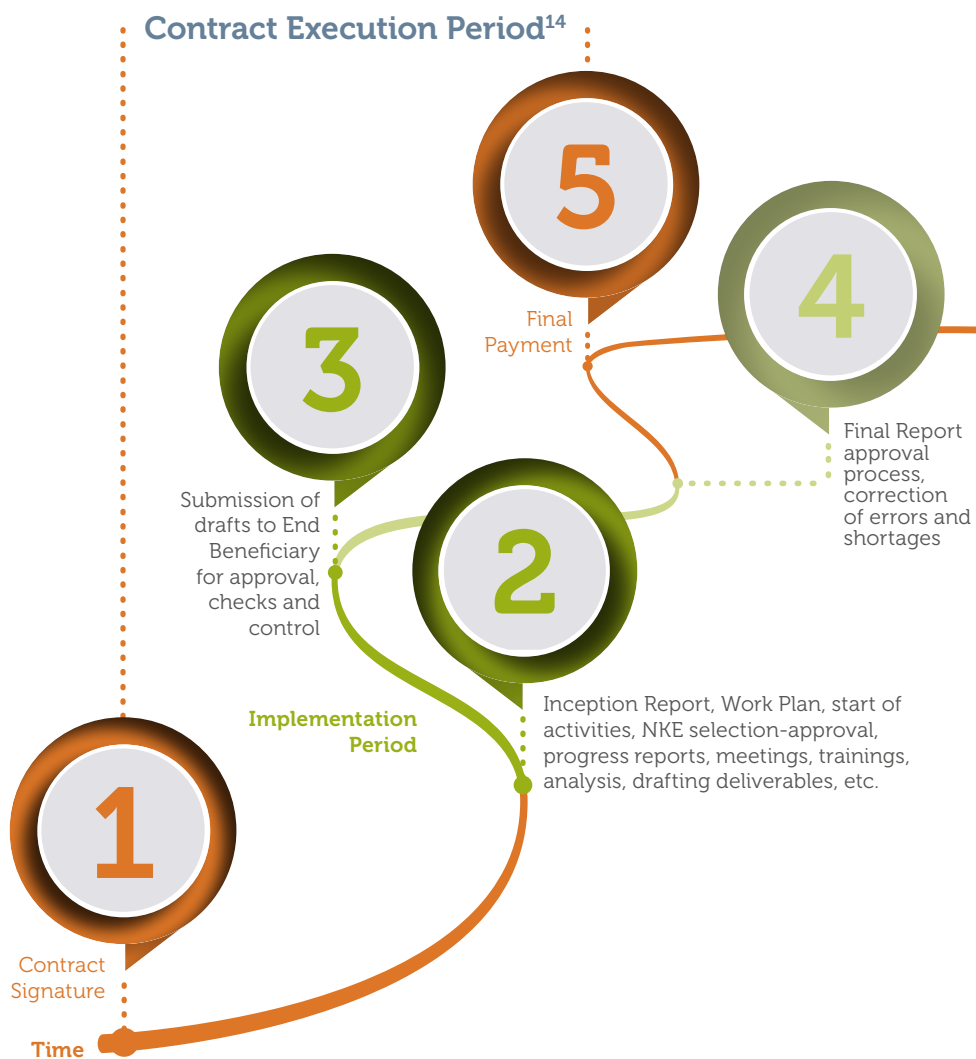 Contract Execution Period14
5
Final
Payment
4
Final Report
approval
process,
correction
of errors and
shortages
3
Submission of
drafts to End
Beneficiary
for approval,
checks and
control
2
Inception Report, Work Plan, start of
activities, NKE selection-approval,
progress reports, meetings, trainings,
analysis, drafting deliverables, etc.
Implementation
Period
1
Contract
Signature
Time